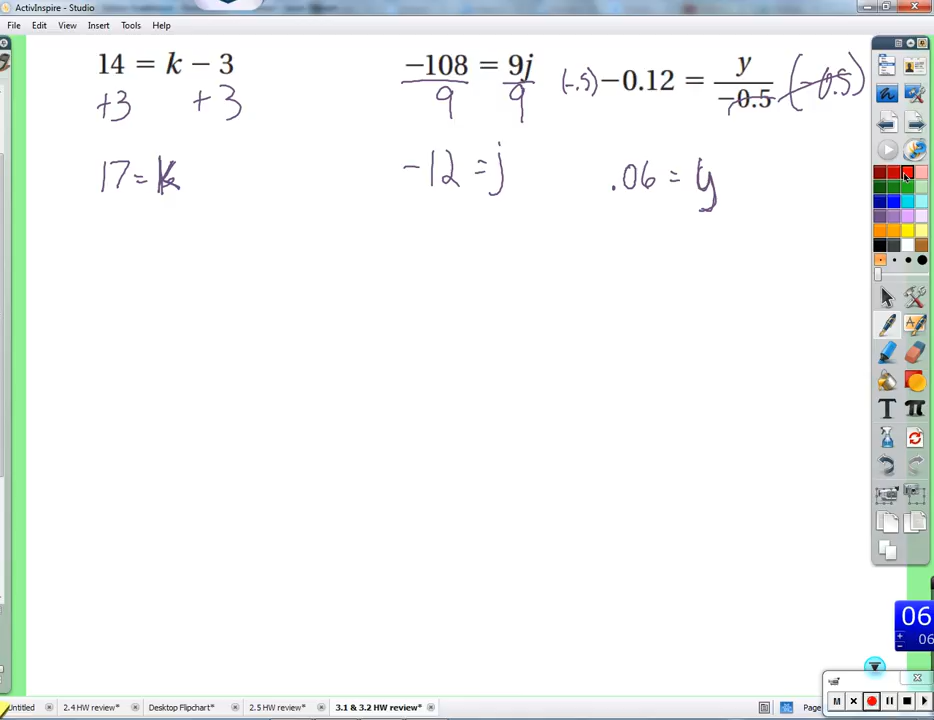 ActivInspire - Studio
File Edit View Insert Tools Help
14 = k − 3
+3 +3
17 = k
−108 = 9j
9 9
−12 = j
(-.5) −0.12 = y/−0.5 (-0.5)
.06 = y
T π
06
+ 06
−
Untitled 2.4 HW review* Desktop Flipchart* 2.5 HW review* 3.1 & 3.2 HW review* Page
M